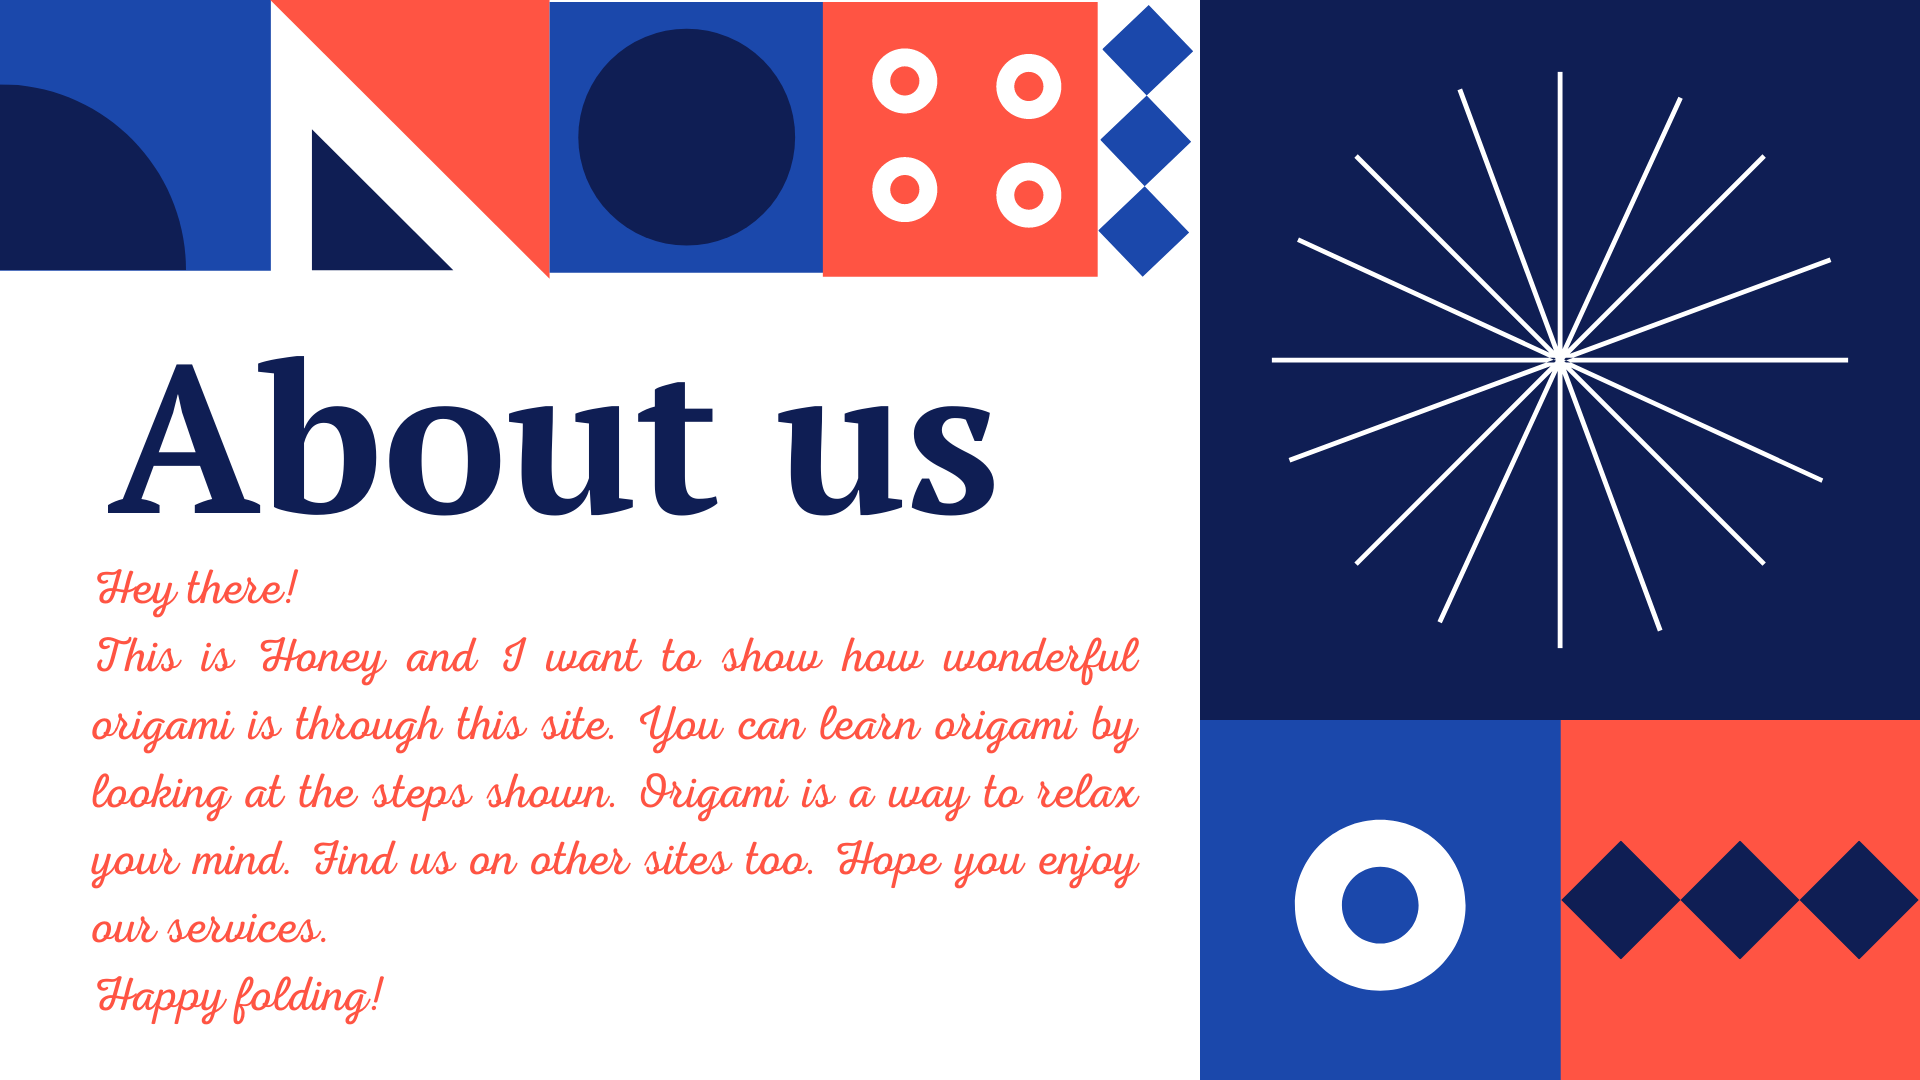 About us
Hey there!
This is Honey and I want to show how wonderful
origami is through this site. You can learn origami by
looking at the steps shown. Origami is a way to relax
your mind. Find us on other sites too. Hope you enjoy
our services.
Happy folding!